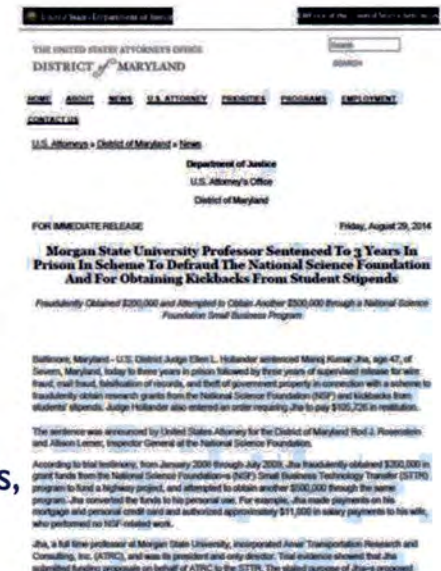 THE UNITED STATES ATTORNEY'S OFFICE
DISTRICT of MARYLAND
Search
SEARCH
HOME ABOUT NEWS U.S. ATTORNEY PRIORITIES PROGRAMS EMPLOYMENT
CONTACT US
U.S. Attorneys » District of Maryland » News
Department of Justice
U.S. Attorney's Office
District of Maryland
FOR IMMEDIATE RELEASE Friday, August 29, 2014
Morgan State University Professor Sentenced To 3 Years In
Prison In Scheme To Defraud The National Science Foundation
And For Obtaining Kickbacks From Student Stipends
Fraudulently Obtained $200,000 and Attempted to Obtain Another $500,000 through a National Science
Foundation Small Business Program
Baltimore, Maryland - U.S. District Judge Ellen L. Hollander sentenced Manoj Kumar Jha, age 47, of
Severn, Maryland, today to three years in prison followed by three years of supervised release for wire
fraud, mail fraud, falsification of records, and theft of government property in connection with a scheme to
fraudulently obtain research grants from the National Science Foundation (NSF) and kickbacks from
students' stipends. Judge Hollander also entered an order requiring Jha to pay $105,726 in restitution.
The sentence was announced by United States Attorney for the District of Maryland Rod J. Rosenstein
and Allison Lerner, Inspector General of the National Science Foundation.
According to trial testimony, from January 2008 through July 2009, Jha fraudulently obtained $200,000 in
grant funds from the National Science Foundation's (NSF) Small Business Technology Transfer (STTR)
s,
program to fund a highway project, and attempted to obtain another $500,000 through the same
program. Jha converted the funds to his personal use. For example, Jha made payments on his
mortgage and personal credit card and authorized approximately $11,000 in salary payments to his wife,
who performed no NSF-related work.
Jha, a full time professor at Morgan State University, incorporated Amar Transportation Research and
Consulting, Inc. (ATRC), and was its president and only director. Trial evidence showed that Jha
submitted funding proposals on behalf of ATRC to the STTR.